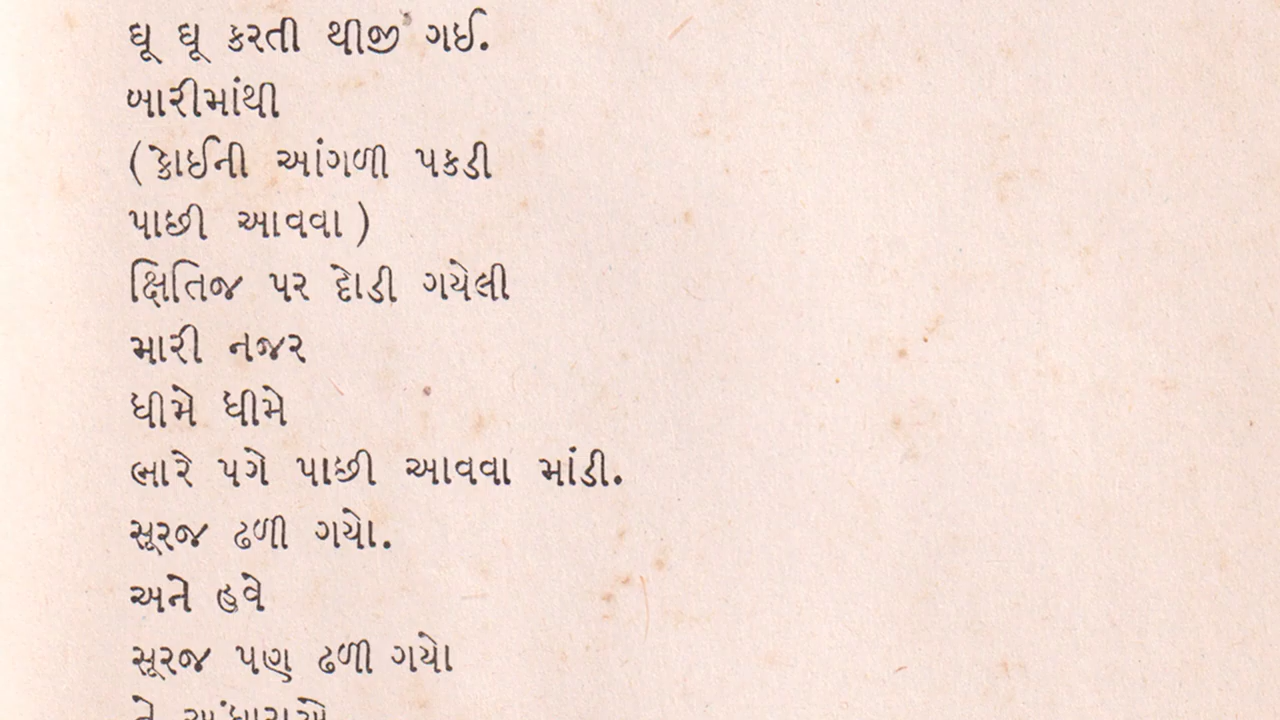 ઘૂ ઘૂ કરતી થીજી ગઈ.
બારીમાંથી
(કોઈની આંગળી પકડી
પાછી આવવા)
ક્ષિતિજ પર દોડી ગયેલી
મારી નજર
ધીમે ધીમે
ભારે પગે પાછી આવવા માંડી.
સૂરજ ઢળી ગયો.
અને હવે
સૂરજ પણ ઢળી ગયો